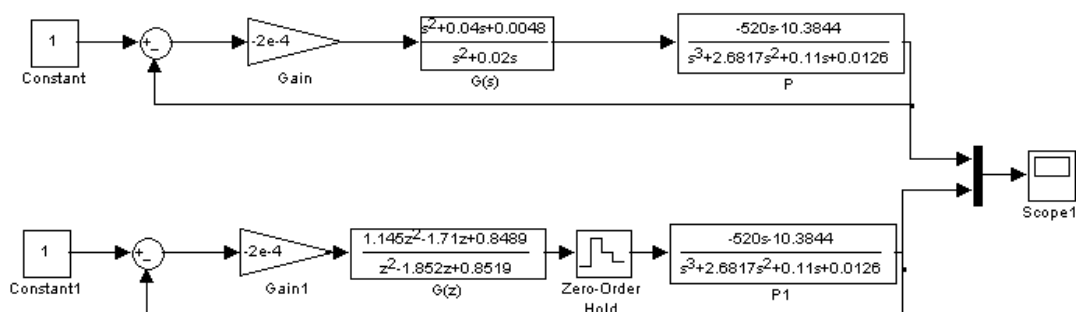 1
Constant
+
-
-2e-4
Gain
s²+0.04s+0.0048
s²+0.02s
G(s)
-520s-10.3844
s³+2.6817s²+0.11s+0.0126
P
Scope1
1
Constant1
+
-
-2e-4
Gain1
1.145z²-1.71z+0.8489
z²-1.852z+0.8519
G(z)
Zero-Order
Hold
-520s-10.3844
s³+2.6817s²+0.11s+0.0126
P1